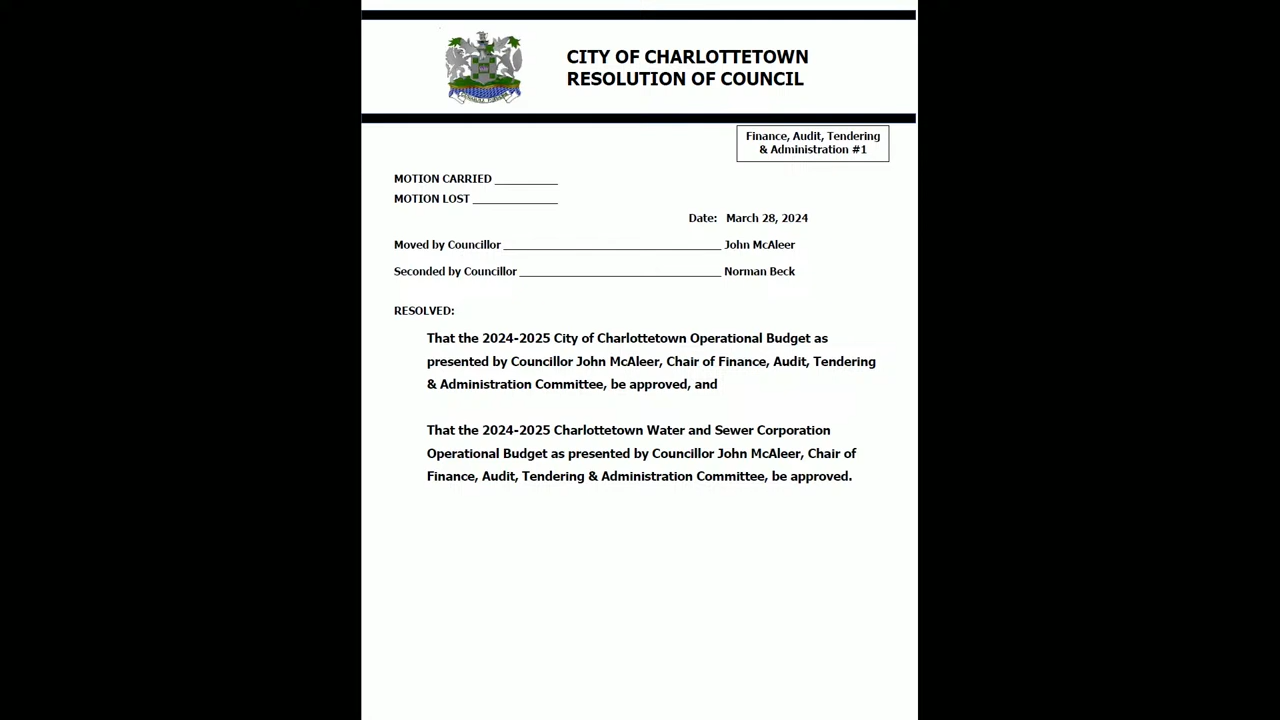 CITY OF CHARLOTTETOWN
RESOLUTION OF COUNCIL
Finance, Audit, Tendering
& Administration #1
MOTION CARRIED __________
MOTION LOST ______________
Date: March 28, 2024
Moved by Councillor ___________________________________ John McAleer
Seconded by Councillor ________________________________ Norman Beck
RESOLVED:
That the 2024-2025 City of Charlottetown Operational Budget as
presented by Councillor John McAleer, Chair of Finance, Audit, Tendering
& Administration Committee, be approved, and
That the 2024-2025 Charlottetown Water and Sewer Corporation
Operational Budget as presented by Councillor John McAleer, Chair of
Finance, Audit, Tendering & Administration Committee, be approved.